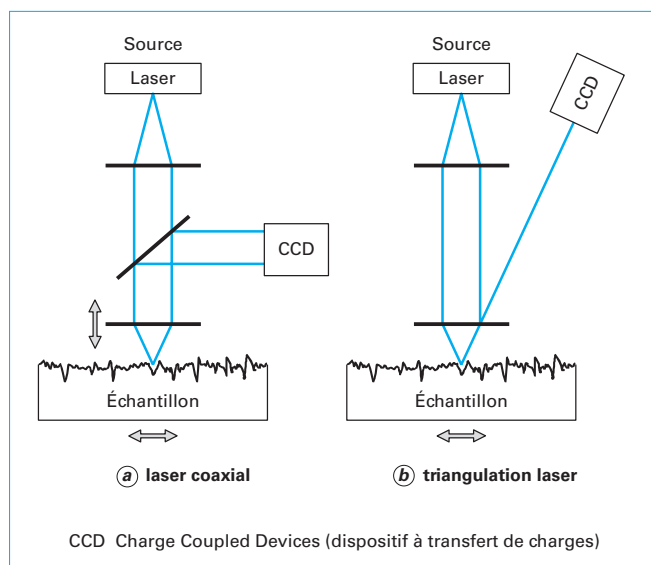 Source
Laser
CCD
Échantillon
a laser coaxial
Source
Laser
CCD
Échantillon
b triangulation laser
CCD Charge Coupled Devices (dispositif à transfert de charges)